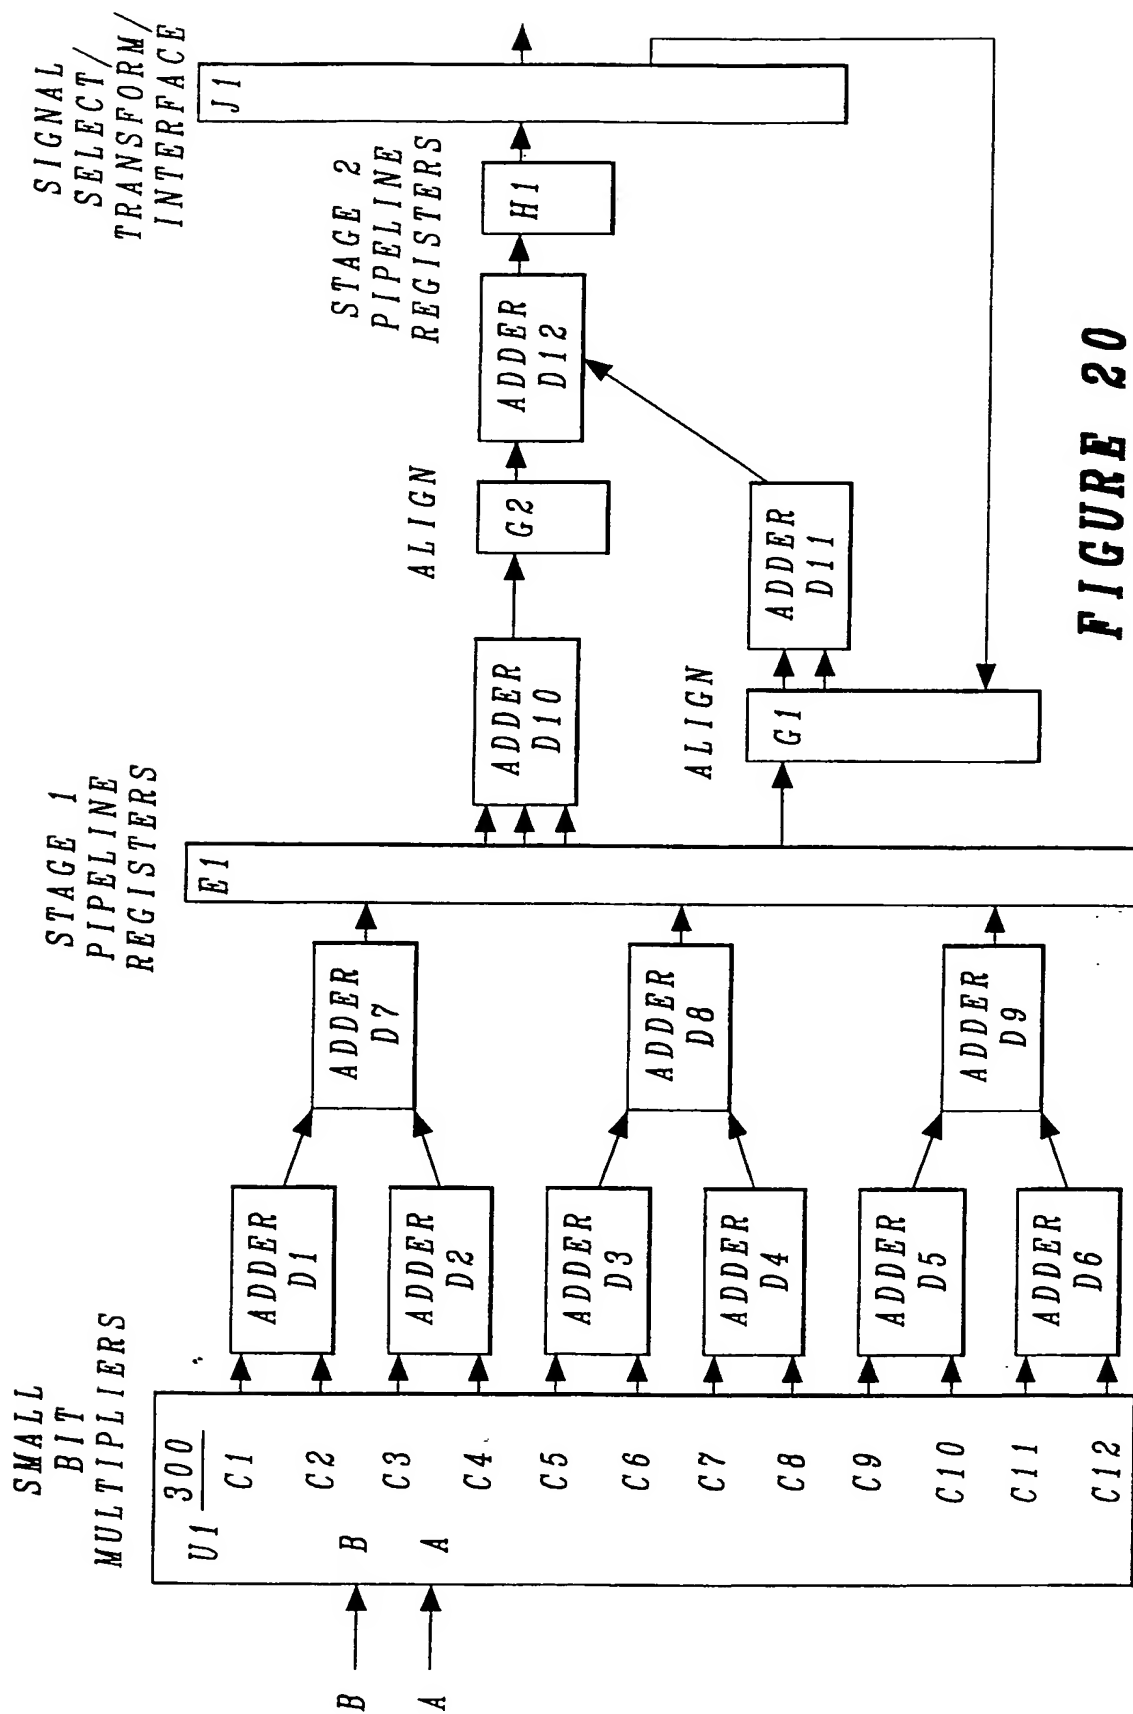 SMALL
BIT
MULTIPLIERS
STAGE 1
PIPELINE
REGISTERS
SIGNAL
SELECT/
TRANSFORM/
INTERFACE
STAGE 2
PIPELINE
REGISTERS
ALIGN
ALIGN
B
A
U1 300
B
A
C1
C2
C3
C4
C5
C6
C7
C8
C9
C10
C11
C12
ADDER
D1
ADDER
D2
ADDER
D3
ADDER
D4
ADDER
D5
ADDER
D6
ADDER
D7
ADDER
D8
ADDER
D9
E1
ADDER
D10
G1
G2
ADDER
D11
ADDER
D12
H1
J1
FIGURE 20